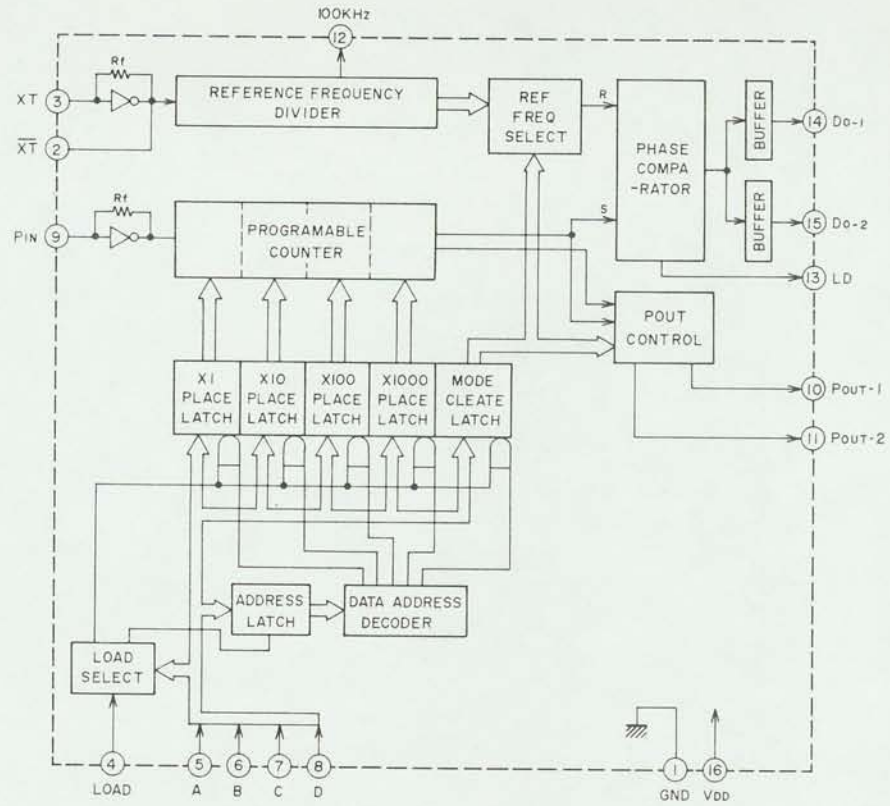 100KHz
12
Rf
XT 3
REFERENCE FREQUENCY
DIVIDER
REF
FREQ
SELECT
R
PHASE
COMPA
-RATOR
BUFFER
14 DO-1
XT 2
Rf
PIN 9
PROGRAMABLE
COUNTER
S
BUFFER
15 DO-2
13 LD
POUT
CONTROL
X1
PLACE
LATCH
X10
PLACE
LATCH
X100
PLACE
LATCH
X1000
PLACE
LATCH
MODE
CLEATE
LATCH
10 POUT-1
11 POUT-2
ADDRESS
LATCH
DATA ADDRESS
DECODER
LOAD
SELECT
4
LOAD
5
A
6
B
7
C
8
D
1
GND
16
VDD